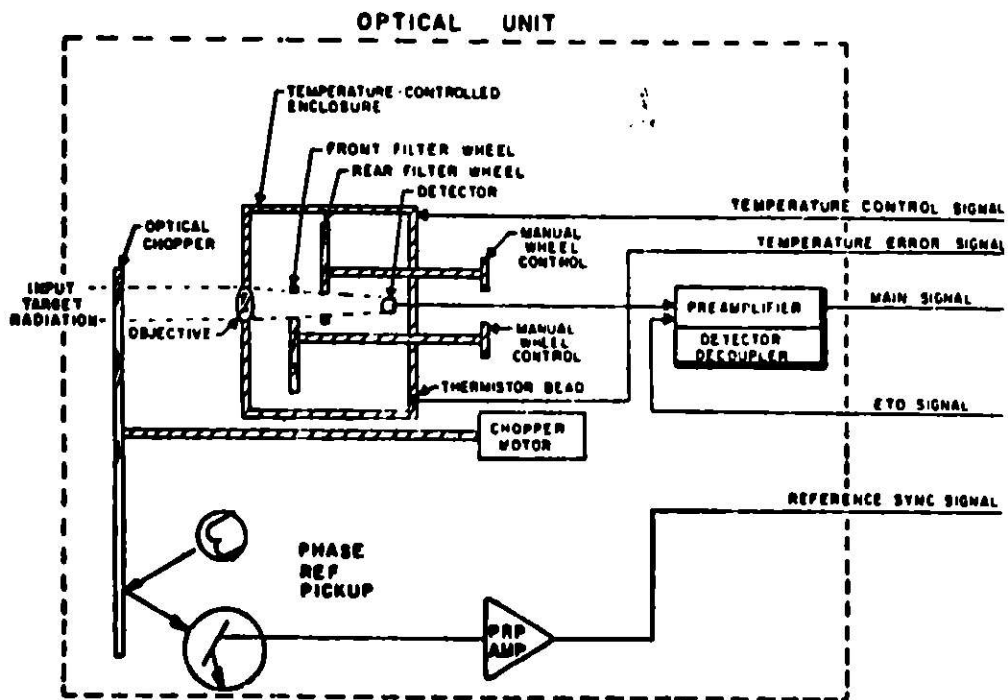 OPTICAL UNIT
TEMPERATURE-CONTROLLED
ENCLOSURE
FRONT FILTER WHEEL
REAR FILTER WHEEL
DETECTOR
TEMPERATURE CONTROL SIGNAL
OPTICAL
CHOPPER
MANUAL
WHEEL
CONTROL
TEMPERATURE ERROR SIGNAL
INPUT
TARGET
RADIATION
OBJECTIVE
PREAMPLIFIER
MAIN SIGNAL
DETECTOR
DECOUPLER
MANUAL
WHEEL
CONTROL
THERMISTOR BEAD
ETO SIGNAL
CHOPPER
MOTOR
REFERENCE SYNC SIGNAL
PHASE
REF
PICKUP
PRP
AMP